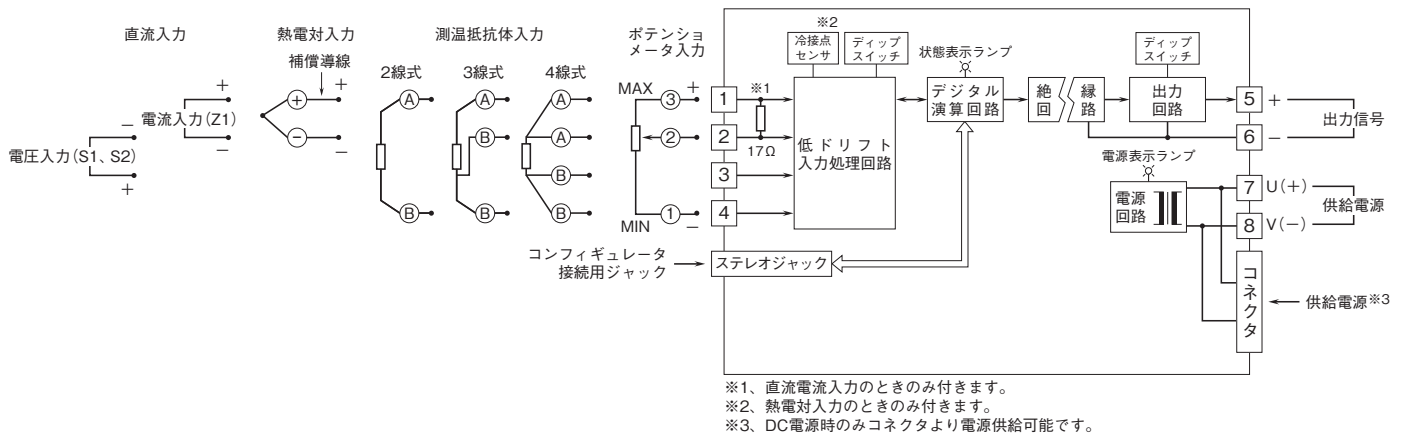 直流入力
電圧入力(S1、S2)
−
+
電流入力(Z1)
+
−
熱電対入力
補償導線
+
−
+
−
測温抵抗体入力
2線式
A
B
3線式
A
B
B
4線式
A
A
B
B
ポテンショ
メータ入力
MAX
3
+
2
MIN
1
−
1
2
3
4
※1
17Ω
※2
冷接点
センサ
ディップ
スイッチ
低ドリフト
入力処理回路
状態表示ランプ
デジタル
演算回路
絶縁
回路
ディップ
スイッチ
出力
回路
5
+
6
−
出力信号
電源表示ランプ
電源
回路
7
U(+)
8
V(−)
供給電源
コンフィギュレータ
接続用ジャック
ステレオジャック
コネクタ
供給電源※3
※1、直流電流入力のときのみ付きます。
※2、熱電対入力のときのみ付きます。
※3、DC電源時のみコネクタより電源供給可能です。